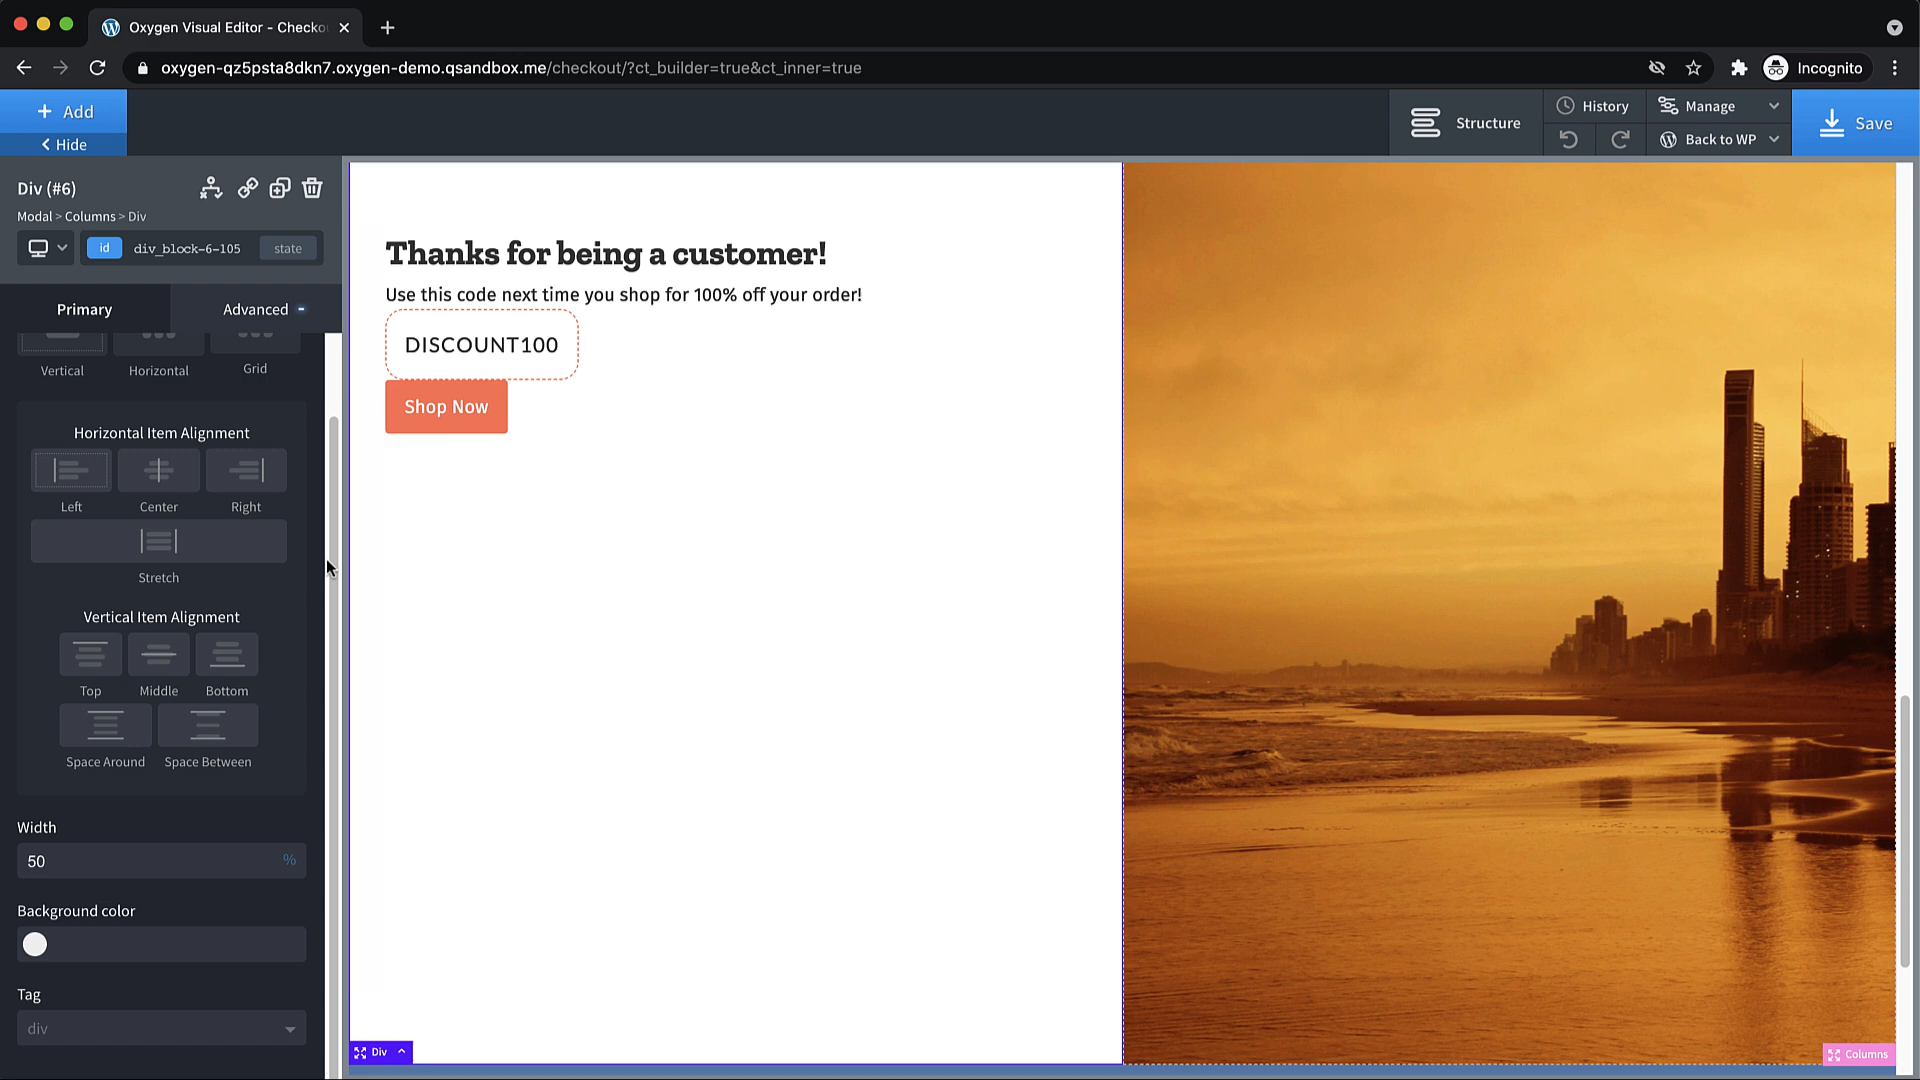 Oxygen Visual Editor - Checko
oxygen-qz5psta8dkn7.oxygen-demo.qsandbox.me/checkout/?ct_builder=true&ct_inner=true
Incognito
+ Add
Hide
Structure
History
Manage
Back to WP
Save
Div (#6)
Modal > Columns > Div
id
div_block-6-105
state
Primary
Advanced
Vertical
Horizontal
Grid
Horizontal Item Alignment
Left
Center
Right
Stretch
Vertical Item Alignment
Top
Middle
Bottom
Space Around
Space Between
Width
50
%
Background color
Tag
div
Thanks for being a customer!
Use this code next time you shop for 100% off your order!
DISCOUNT100
Shop Now
Div
Columns